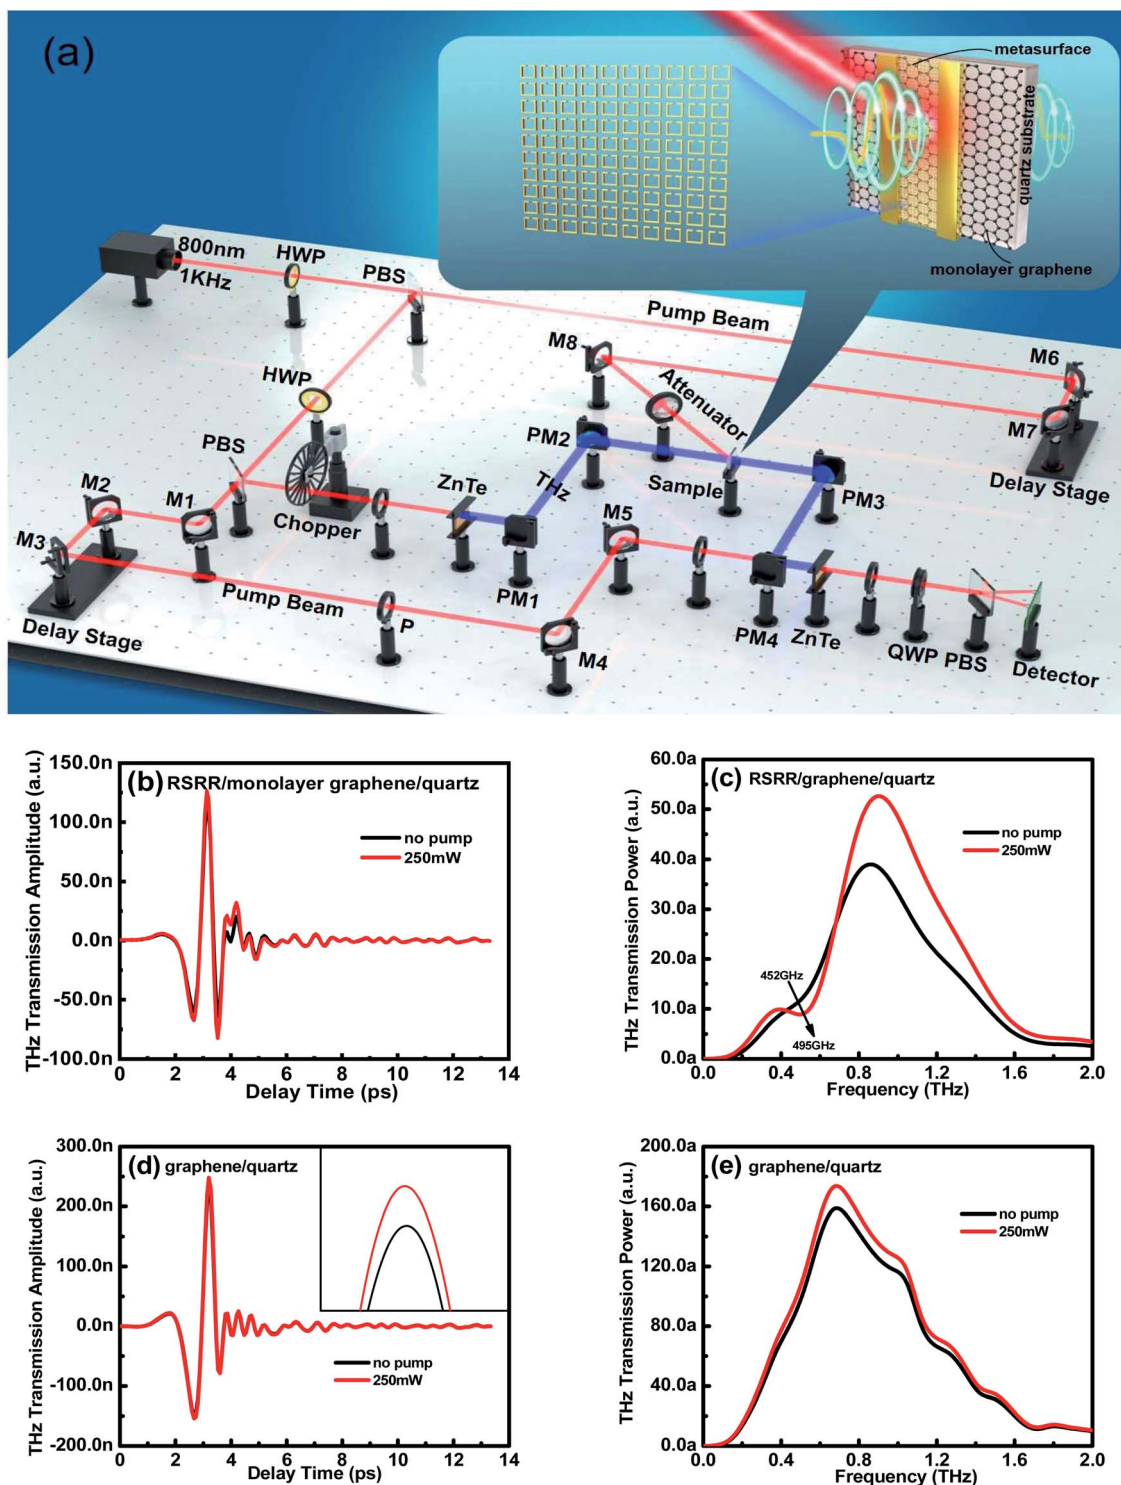 (a)
metasurface
quartz substrate
monolayer graphene
800nm
1KHz
HWP
PBS
Pump Beam
M8
M6
HWP
Attenuator
M7
PBS
PM2
M2
M1
ZnTe
THz
Sample
PM3
Delay Stage
M3
Chopper
M5
Pump Beam
P
PM1
Delay Stage
M4
PM4
ZnTe
QWP PBS
Detector
(b) RSRR/monolayer graphene/quartz
THz Transmission Amplitude (a.u.)
150.0n
100.0n
50.0n
0.0n
-50.0n
-100.0n
no pump
250mW
0 2 4 6 8 10 12 14
Delay Time (ps)
(c) RSRR/graphene/quartz
THz Transmission Power (a.u.)
60.0a
50.0a
40.0a
30.0a
20.0a
10.0a
0.0a
no pump
250mW
452GHz
495GHz
0.0 0.4 0.8 1.2 1.6 2.0
Frequency (THz)
(d) graphene/quartz
THz Transmission Amplitude (a.u.)
300.0n
200.0n
100.0n
0.0n
-100.0n
-200.0n
no pump
250mW
0 2 4 6 8 10 12 14
Delay Time (ps)
(e) graphene/quartz
THz Transmission Power (a.u.)
200.0a
160.0a
120.0a
80.0a
40.0a
0.0a
no pump
250mW
0.0 0.4 0.8 1.2 1.6 2.0
Frequency (THz)